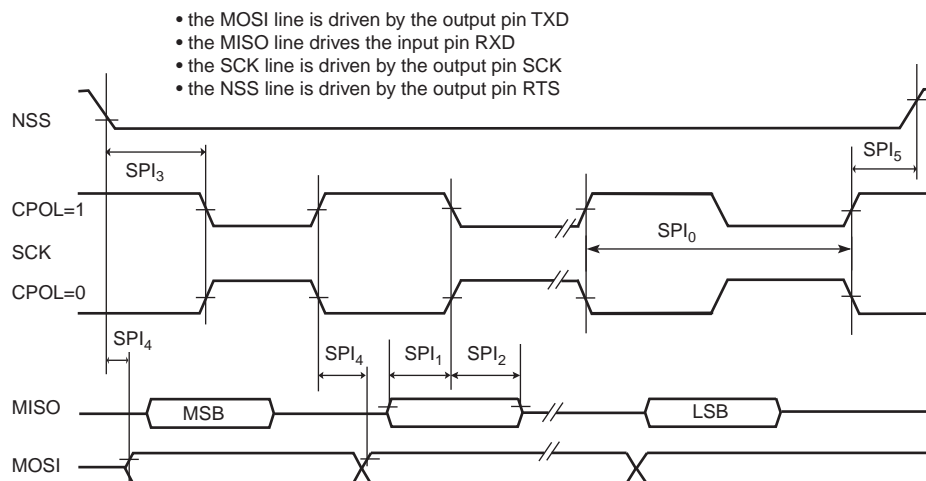 • the MOSI line is driven by the output pin TXD
• the MISO line drives the input pin RXD
• the SCK line is driven by the output pin SCK
• the NSS line is driven by the output pin RTS
NSS
SPI3
SPI5
CPOL=1
SCK
SPI0
CPOL=0
SPI4
SPI4
SPI1
SPI2
MISO
MSB
LSB
MOSI